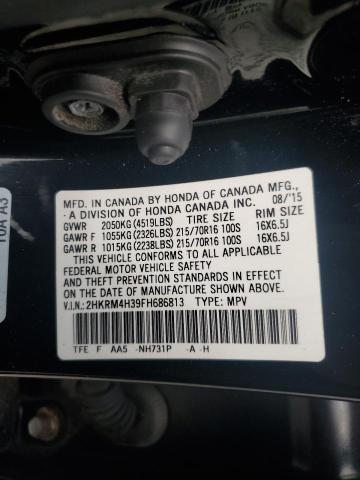 MFD. IN CANADA BY HONDA OF CANADA MFG.,
- A DIVISION OF HONDA CANADA INC. 08/'15
GVWR 2050KG(4519LBS) TIRE SIZE RIM SIZE
GAWR F 1055KG(2326LBS) 215/70R16 100S 16X6.5J
GAWR R 1015KG(2238LBS) 215/70R16 100S 16X6.5J
THIS VEHICLE CONFORMS TO ALL APPLICABLE
FEDERAL MOTOR VEHICLE SAFETY, BUMPER, AND
THEFT PREVENTION STANDARDS IN EFFECT ON
THE DATE OF MANUFACTURE SHOWN ABOVE.
V.I.N.:2HKRM4H39FH686813 TYPE: MPV
TFE F AA5 -NH731P -A -H
10A A3